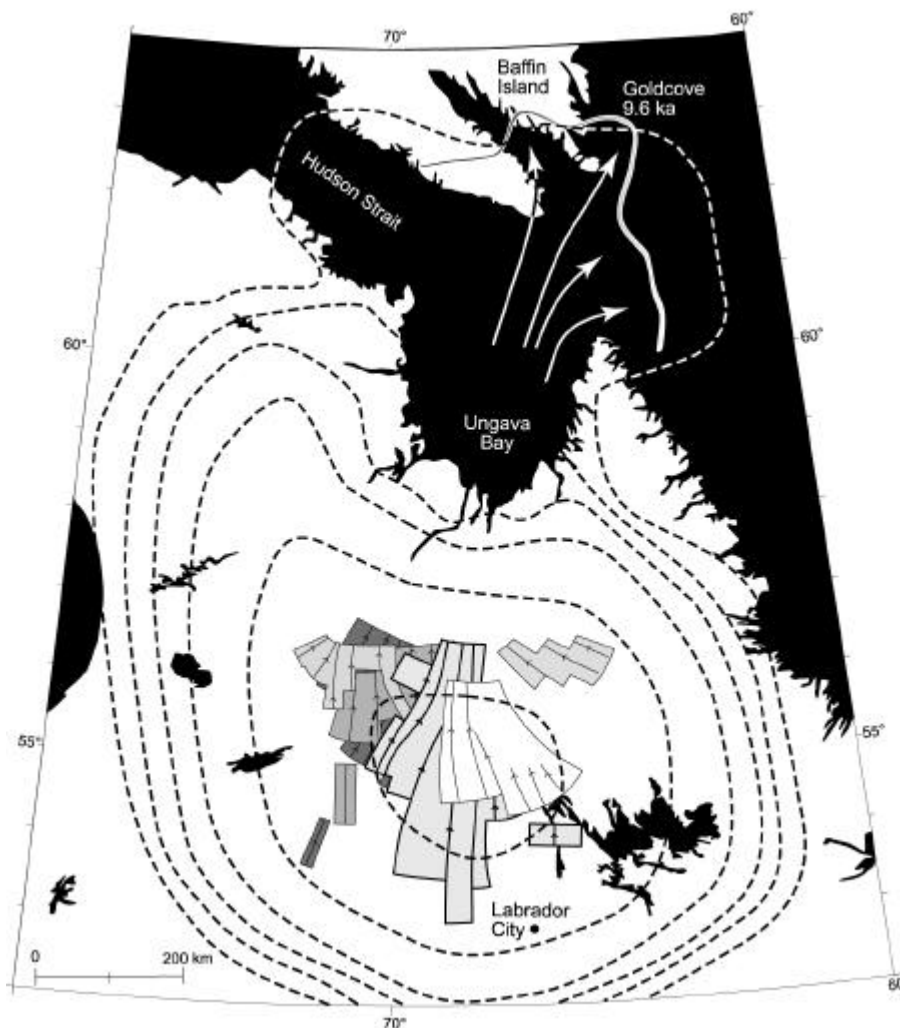 70°
60°
Baffin
Island
Goldcove
9.6 ka
Hudson Strait
60°
60°
Ungava
Bay
55°
55°
Labrador
City
0
200 km
70°
60